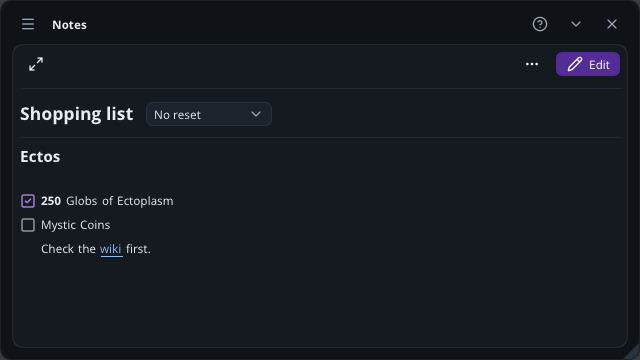 Notes
Edit
Shopping list
No reset
Ectos
250 Globs of Ectoplasm
Mystic Coins
Check the wiki first.